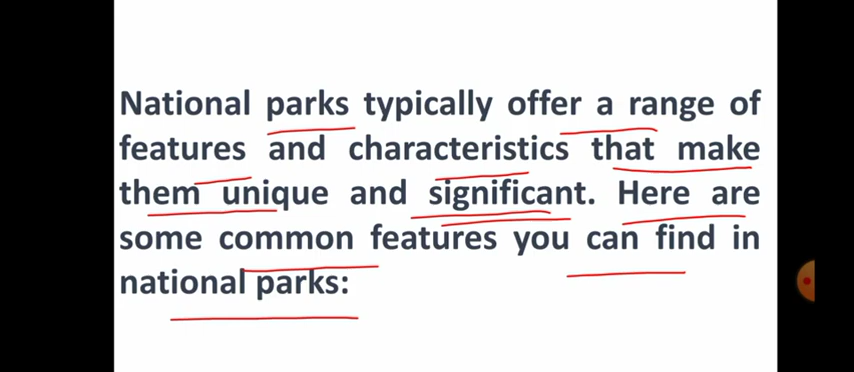 National parks typically offer a range of
features and characteristics that make
them unique and significant. Here are
some common features you can find in
national parks: